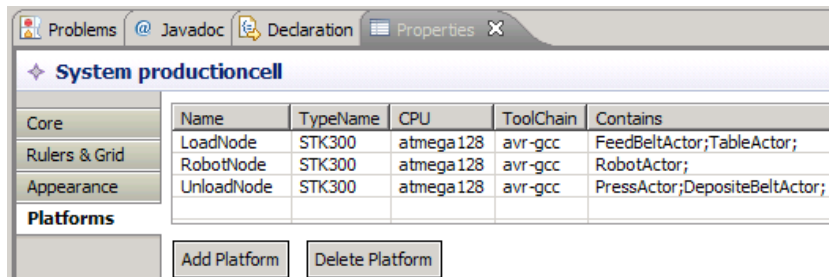 Problems @ Javadoc Declaration Properties
System productioncell
Core
Rulers & Grid
Appearance
Platforms
Name TypeName CPU ToolChain Contains
LoadNode STK300 atmega128 avr-gcc FeedBeltActor;TableActor;
RobotNode STK300 atmega128 avr-gcc RobotActor;
UnloadNode STK300 atmega128 avr-gcc PressActor;DepositeBeltActor;
Add Platform Delete Platform